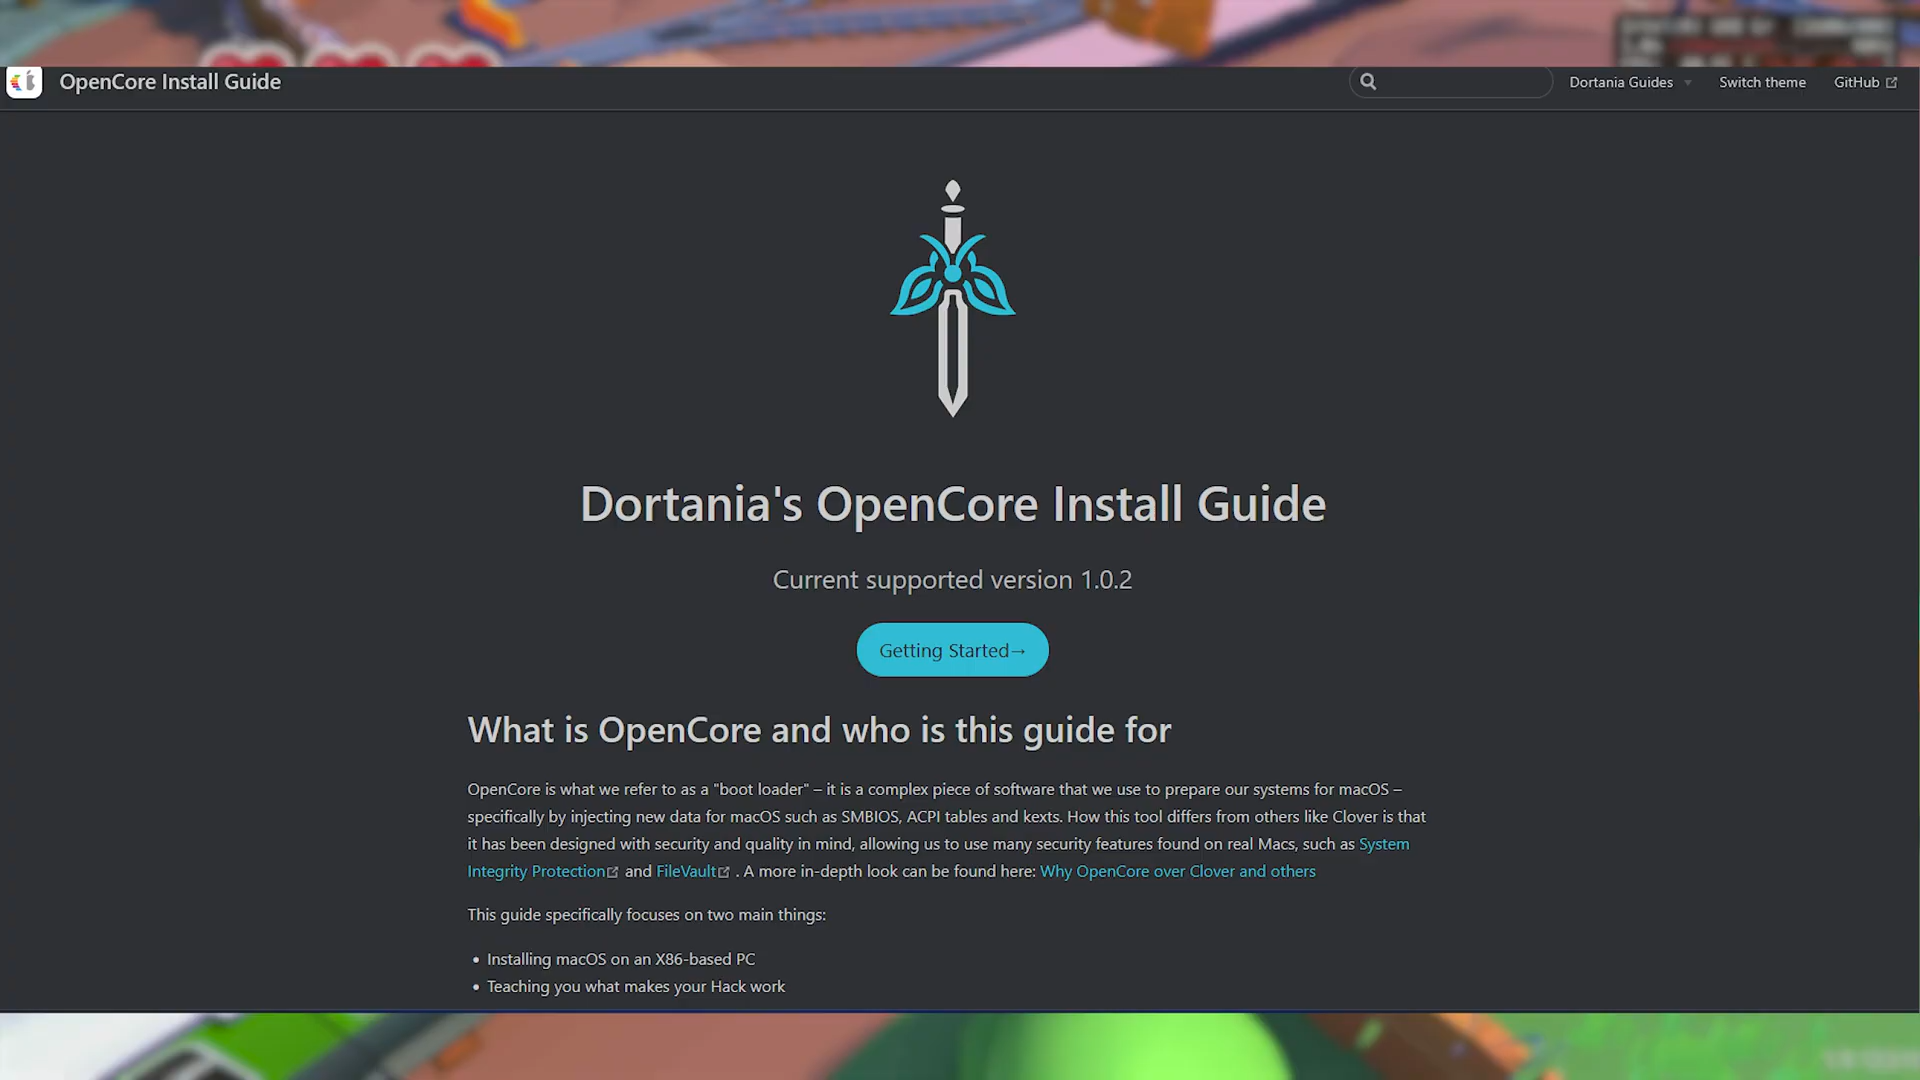 OpenCore Install Guide
Dortania Guides
Switch theme
GitHub
Dortania's OpenCore Install Guide
Current supported version 1.0.2
Getting Started→
What is OpenCore and who is this guide for
OpenCore is what we refer to as a "boot loader" – it is a complex piece of software that we use to prepare our systems for macOS –
specifically by injecting new data for macOS such as SMBIOS, ACPI tables and kexts. How this tool differs from others like Clover is that
it has been designed with security and quality in mind, allowing us to use many security features found on real Macs, such as System
Integrity Protection and FileVault . A more in-depth look can be found here: Why OpenCore over Clover and others
This guide specifically focuses on two main things:
• Installing macOS on an X86-based PC
• Teaching you what makes your Hack work